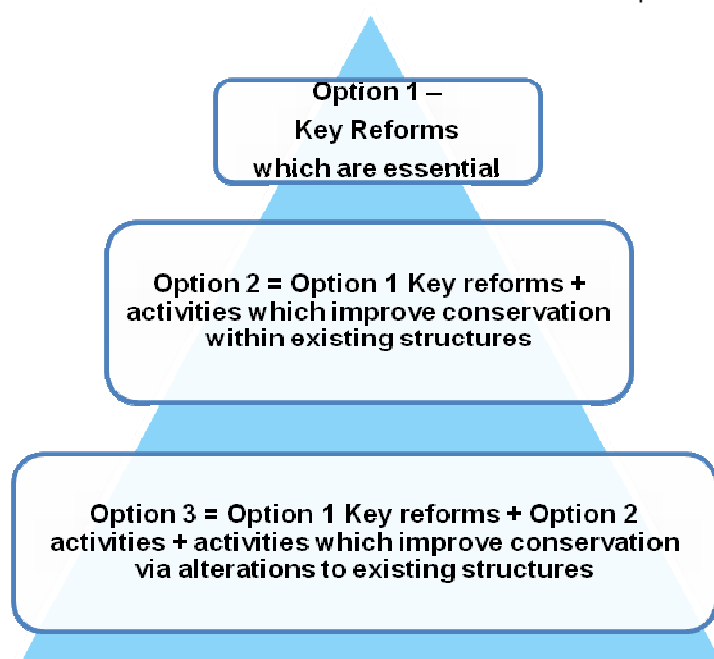 Option 1 –
Key Reforms
which are essential
Option 2 = Option 1 Key reforms +
activities which improve conservation
within existing structures
Option 3 = Option 1 Key reforms + Option 2
activities + activities which improve conservation
via alterations to existing structures